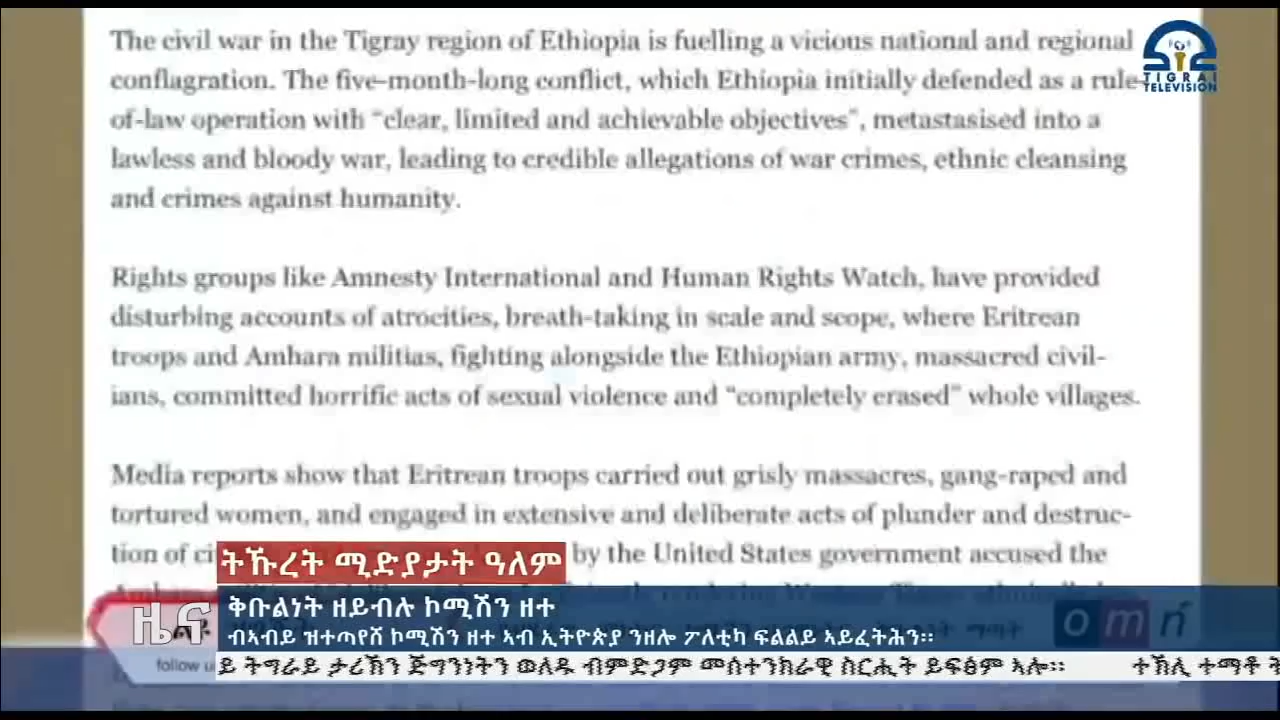 The civil war in the Tigray region of Ethiopia is fuelling a vicious national and regional
conflagration. The five-month-long conflict, which Ethiopia initially defended as a rule-
of-law operation with “clear, limited and achievable objectives”, metastasised into a
lawless and bloody war, leading to credible allegations of war crimes, ethnic cleansing
and crimes against humanity.
TIGRAI
TELEVISION
Rights groups like Amnesty International and Human Rights Watch, have provided
disturbing accounts of atrocities, breath-taking in scale and scope, where Eritrean
troops and Amhara militias, fighting alongside the Ethiopian army, massacred civil-
ians, committed horrific acts of sexual violence and “completely erased” whole villages.
Media reports show that Eritrean troops carried out grisly massacres, gang-raped and
tortured women, and engaged in extensive and deliberate acts of plunder and destruc-
tion of by the United States government accused the
ትኹረት ሚድያታት ዓለም
ቅቡልነት ዘይብሉ ኮሚሽን ዘተ
ብኣብይ ዝተጣየሸ ኮሚሽን ዘተ ኣብ ኢትዮጵያ ንዘሎ ፖለቲካ ፍልልይ ኣይፈትሕን፡፡
ዜና
omn
follow
ይ ትግራይ ታሪኽን ጅግንነትን ወለዱ ብምድጋም መሰተንክራዊ ስርሒት ይፍፅም ኣሎ፡፡ ተኽሊ ተማቶ